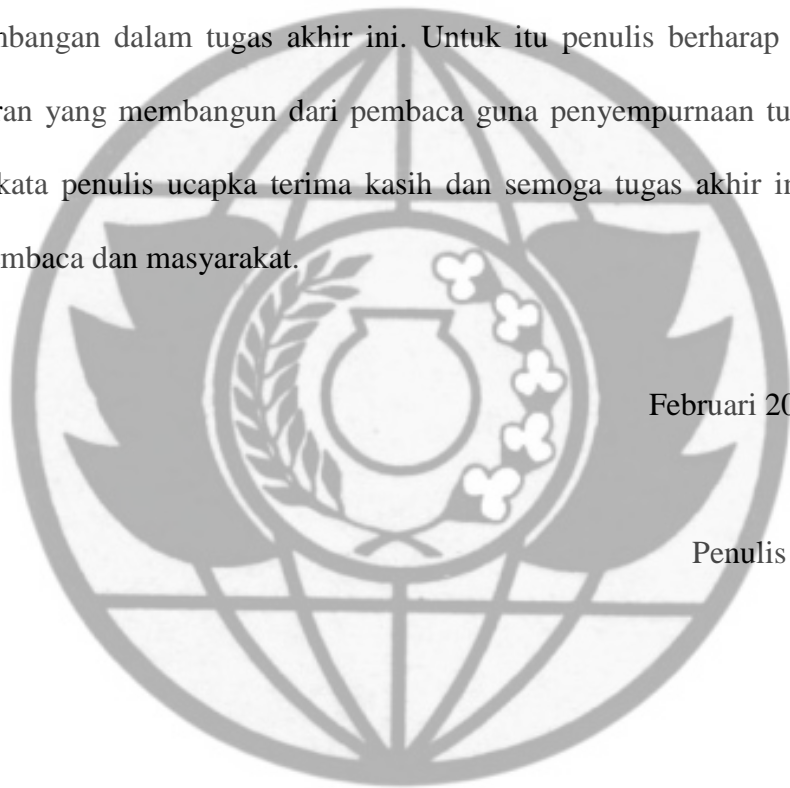 mbangan dalam tugas akhir ini. Untuk itu penulis berharap
ran yang membangun dari pembaca guna penyempurnaan tu
kata penulis ucapka terima kasih dan semoga tugas akhir in
mbaca dan masyarakat.
Februari 20
Penulis